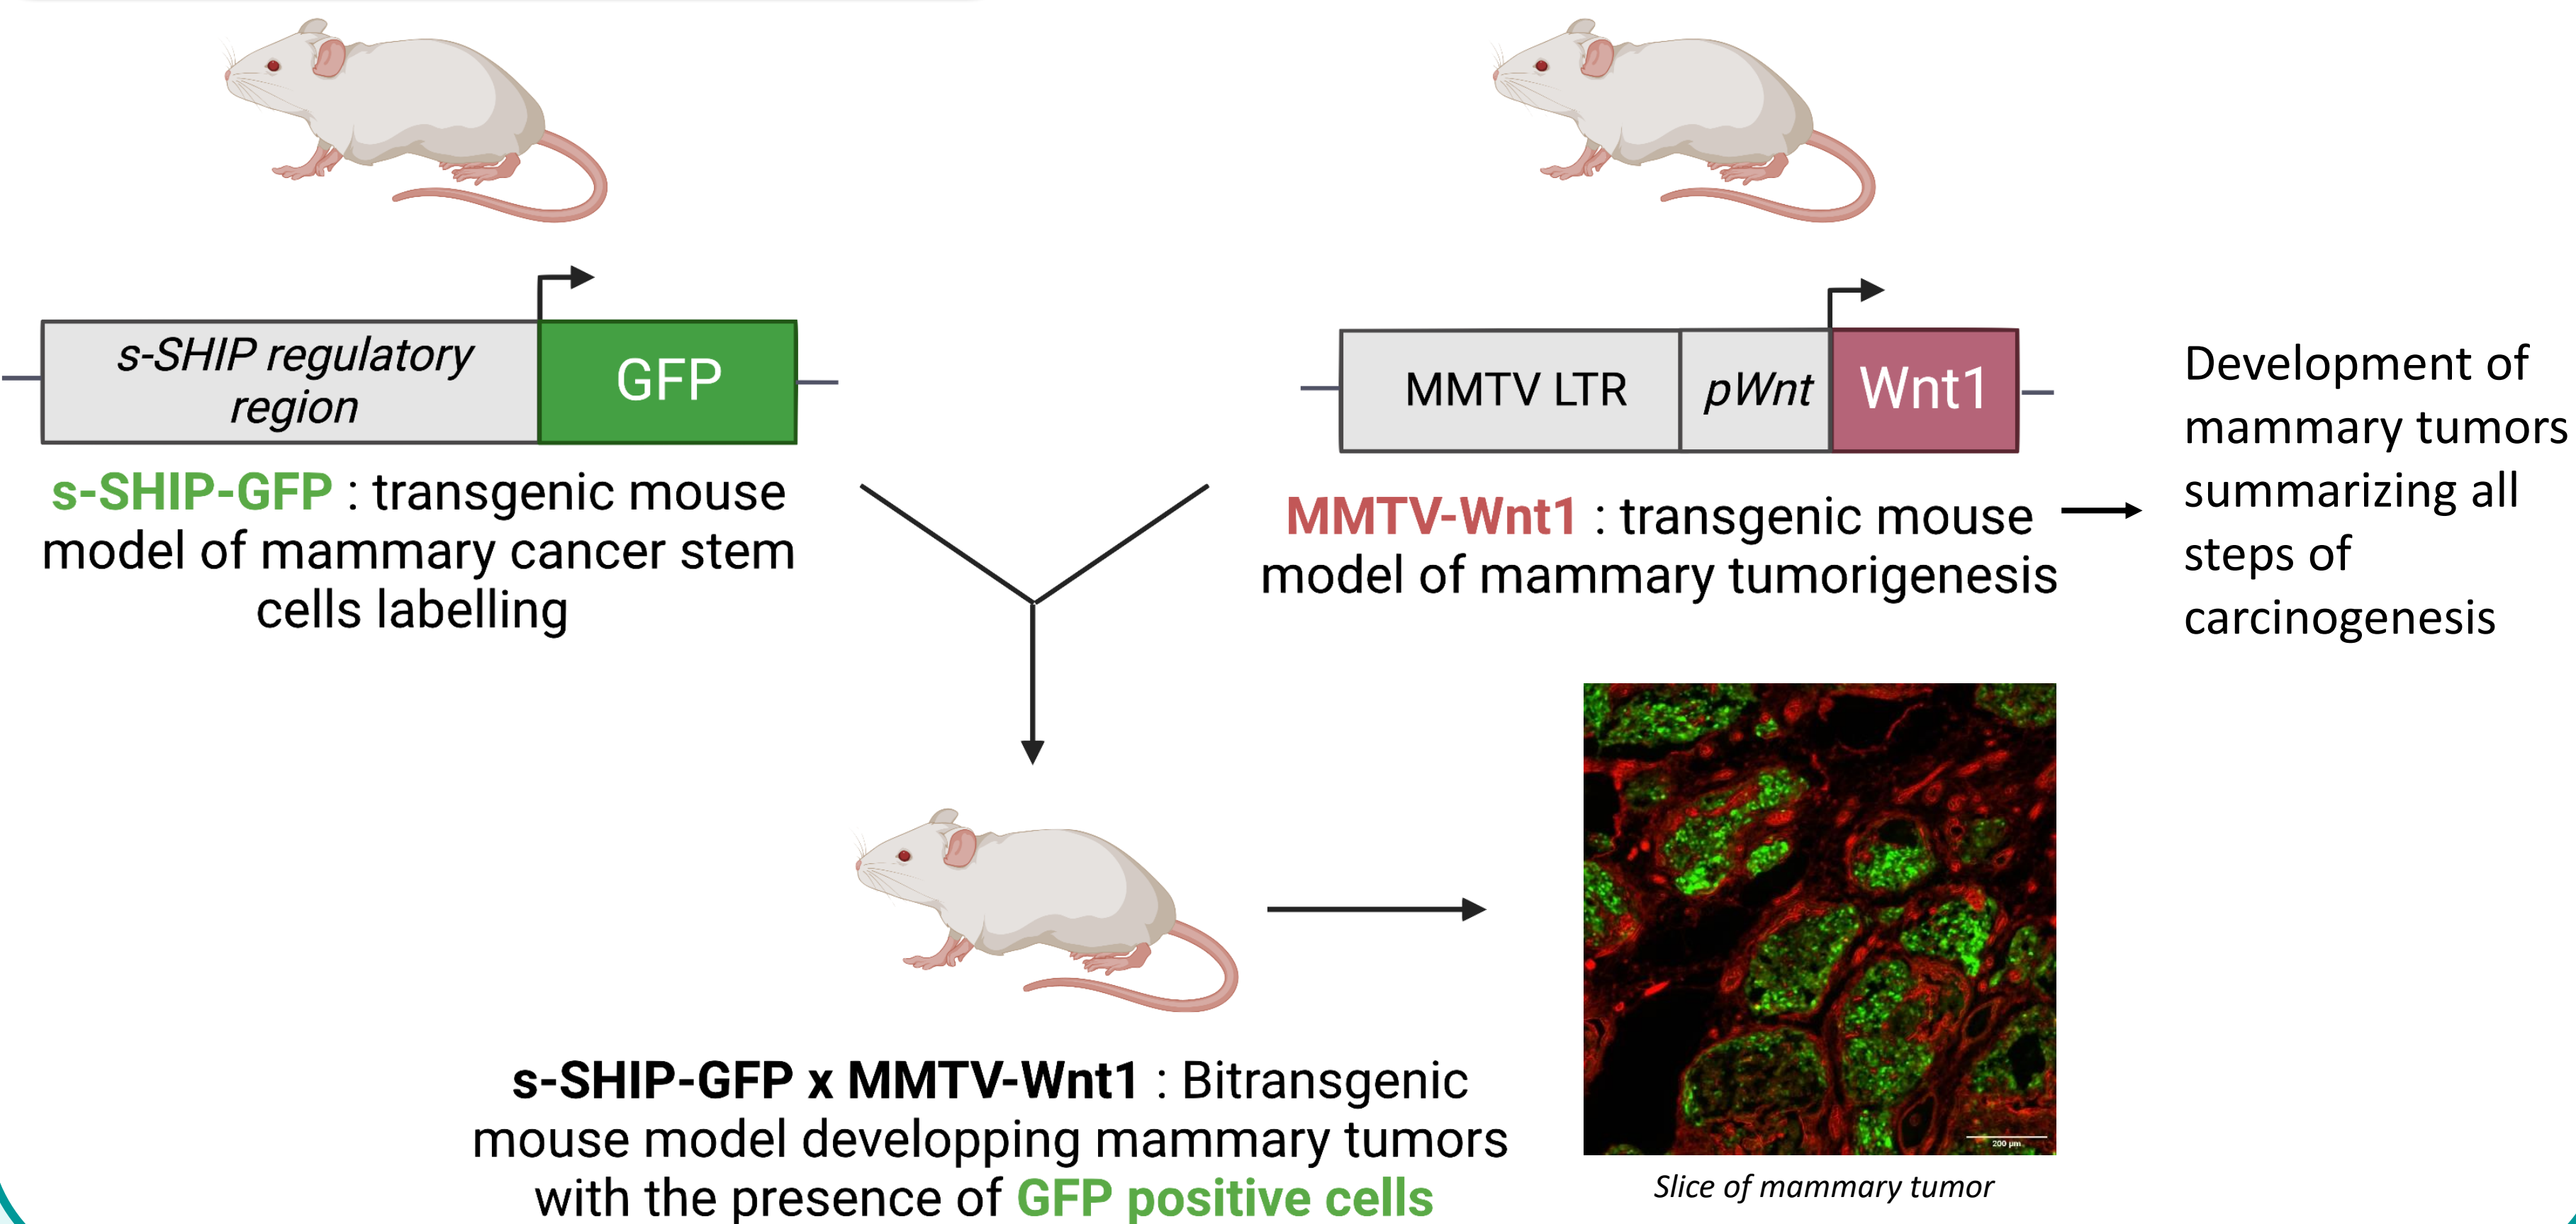 s-SHIP regulatory
region
GFP
s-SHIP-GFP : transgenic mouse
model of mammary cancer stem
cells labelling
MMTV LTR
pWnt
Wnt1
MMTV-Wnt1 : transgenic mouse
model of mammary tumorigenesis
Development of
mammary tumors
summarizing all
steps of
carcinogenesis
s-SHIP-GFP x MMTV-Wnt1 : Bitransgenic
mouse model developping mammary tumors
with the presence of GFP positive cells
200 µm
Slice of mammary tumor